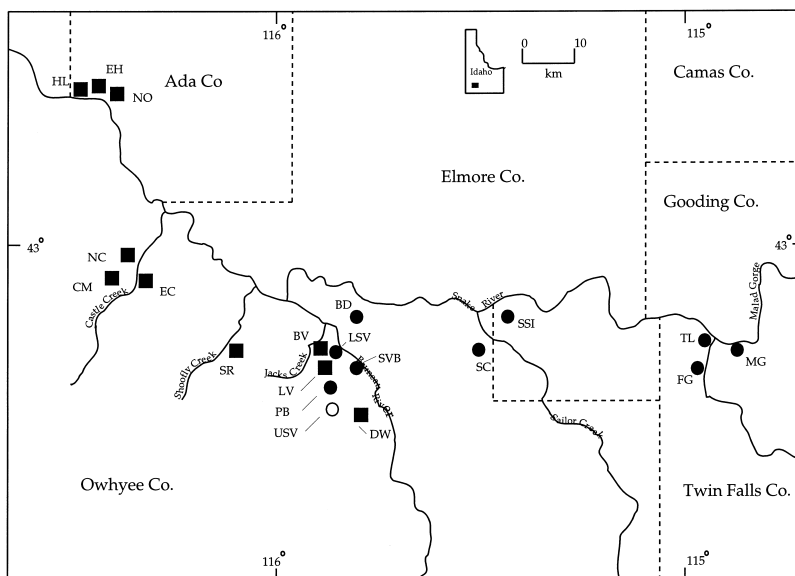 116°
115°
Ada Co
Idaho
0 10
km
Camas Co.
HL
EH
NO
Elmore Co.
Gooding Co.
43°
43°
NC
CM
EC
Castle Creek
Snake River
Malad Gorge
BD
SSI
BV
LSV
SC
TL
MG
SR
Shoofly Creek
Jacks Creek
SVB
FG
LV
Bruneau River
PB
USV
DW
Sailor Creek
Owhyee Co.
Twin Falls Co.
116°
115°